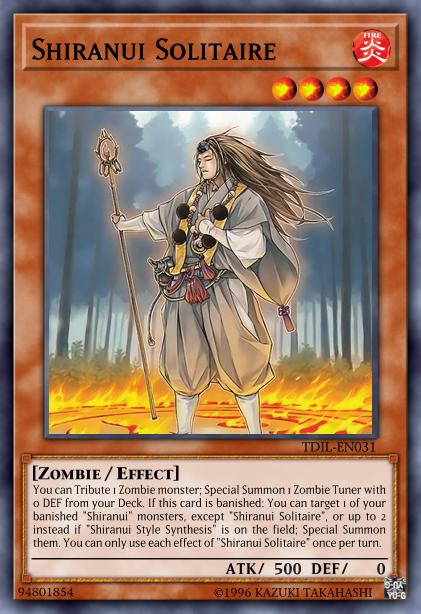 Shiranui Solitaire
FIRE
炎
TDIL-EN031
[Zombie / Effect]
You can Tribute 1 Zombie monster; Special Summon 1 Zombie Tuner with
0 DEF from your Deck. If this card is banished: You can target 1 of your
banished "Shiranui" monsters, except "Shiranui Solitaire", or up to 2
instead if "Shiranui Style Synthesis" is on the field; Special Summon
them. You can only use each effect of "Shiranui Solitaire" once per turn.
ATK/ 500 DEF/ 0
94801854
©1996 KAZUKI TAKAHASHI